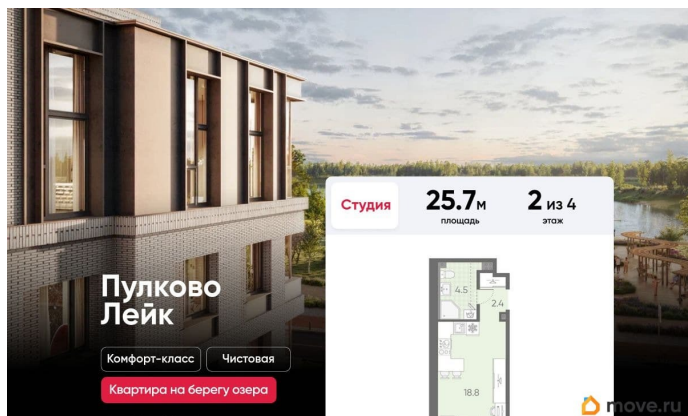 Студия
25.7м
площадь
2 из 4
этаж
Пулково
Лейк
4.5
2.4
Комфорт-класс
Чистовая
Квартира на берегу озера
18.8
move.ru